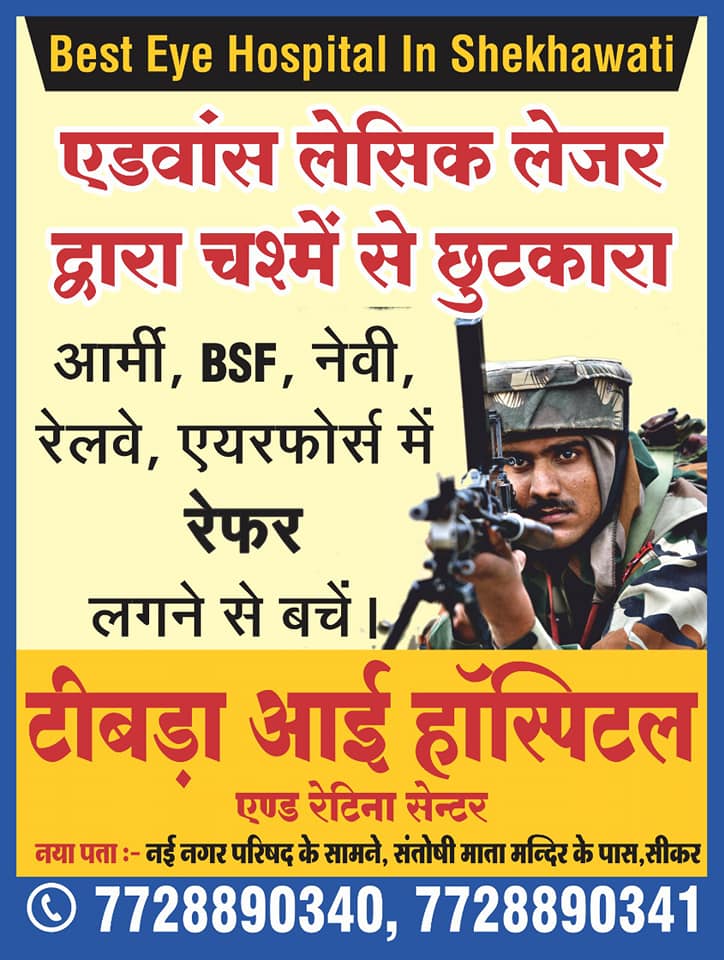 Best Eye Hospital In Shekhawati
एडवांस लेसिक लेजर
द्वारा चश्में से छुटकारा
आर्मी, BSF, नेवी,
रेलवे, एयरफोर्स में
रेफर
लगने से बचें।
टीबड़ा आई हॉस्पिटल
एण्ड रेटिना सेन्टर
नया पता :- नई नगर परिषद के सामने, संतोषी माता मन्दिर के पास,सीकर
7728890340, 7728890341